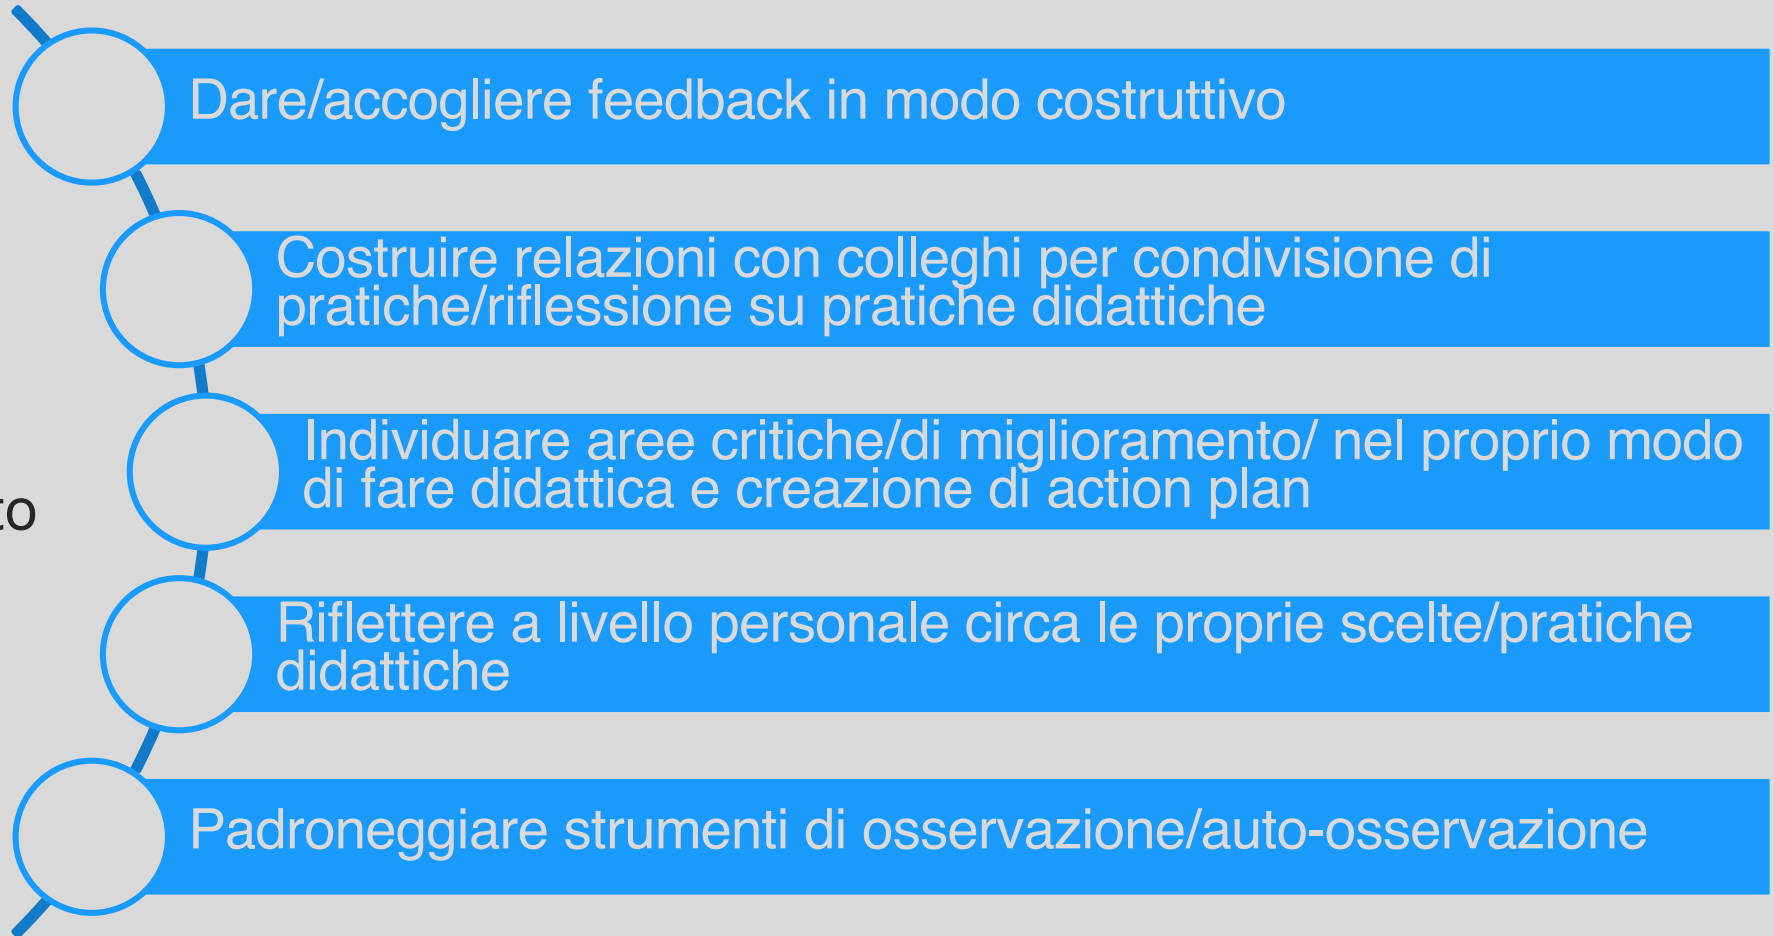 Dare/accogliere feedback in modo costruttivo
Costruire relazioni con colleghi per condivisione di
pratiche/riflessione su pratiche didattiche
Individuare aree critiche/di miglioramento/ nel proprio modo
di fare didattica e creazione di action plan
Riflettere a livello personale circa le proprie scelte/pratiche
didattiche
Padroneggiare strumenti di osservazione/auto-osservazione